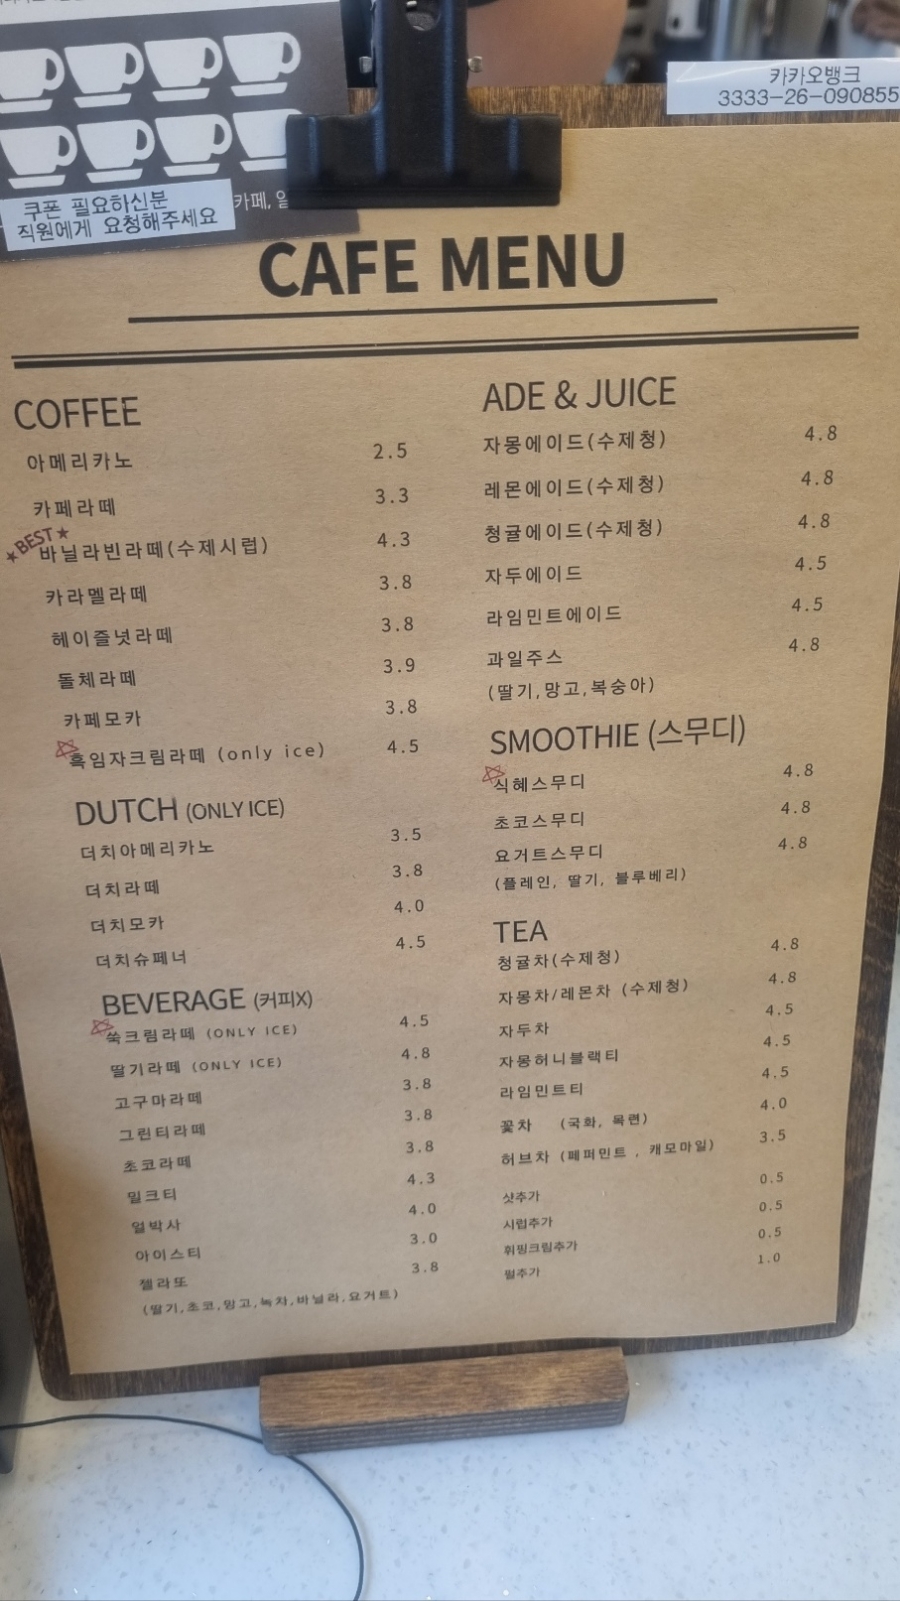 쿠폰 필요하신분
직원에게 요청해주세요
카페,
카카오뱅크
3333-26-090855
CAFE MENU
COFFEE
아메리카노 2.5
카페라떼 3.3
★BEST★
바닐라빈라떼(수제시럽) 4.3
카라멜라떼 3.8
헤이즐넛라떼 3.8
돌체라떼 3.9
카페모카 3.8
흑임자크림라떼 (only ice) 4.5
DUTCH (ONLY ICE)
더치아메리카노 3.5
더치라떼 3.8
더치모카 4.0
더치슈페너 4.5
BEVERAGE (커피X)
쑥크림라떼 (ONLY ICE) 4.5
딸기라떼 (ONLY ICE) 4.8
고구마라떼 3.8
그린티라떼 3.8
초코라떼 3.8
밀크티 4.3
얼박사 4.0
아이스티 3.0
젤라또 3.8
(딸기,초코,망고,녹차,바닐라,요거트)
ADE & JUICE
자몽에이드(수제청) 4.8
레몬에이드(수제청) 4.8
청귤에이드(수제청) 4.8
자두에이드 4.5
라임민트에이드 4.5
과일주스 4.8
(딸기,망고,복숭아)
SMOOTHIE (스무디)
식혜스무디 4.8
초코스무디 4.8
요거트스무디 4.8
(플레인, 딸기, 블루베리)
TEA
청귤차(수제청) 4.8
자몽차/레몬차 (수제청) 4.8
자두차 4.5
자몽허니블랙티 4.5
라임민트티 4.5
꽃차 (국화, 목련) 4.0
허브차 (페퍼민트 , 캐모마일) 3.5
샷추가 0.5
시럽추가 0.5
휘핑크림추가 0.5
펄추가 1.0